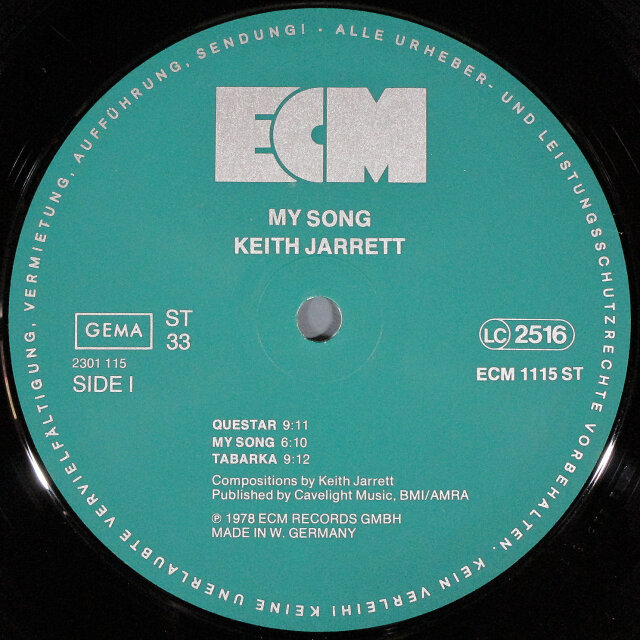 ALLE URHEBER- UND LEISTUNGSSCHUTZRECHTE VORBEHALTEN. KEIN VERLEIH! KEINE UNERLAUBTE VERVIELFÄLTIGUNG, VERMIETUNG, AUFFÜHRUNG, SENDUNG! ·
ECM
MY SONG
KEITH JARRETT
GEMA
ST
33
LC 2516
2301 115
SIDE I
ECM 1115 ST
QUESTAR 9:11
MY SONG 6:10
TABARKA 9:12
Compositions by Keith Jarrett
Published by Cavelight Music, BMI/AMRA
℗ 1978 ECM RECORDS GMBH
MADE IN W. GERMANY